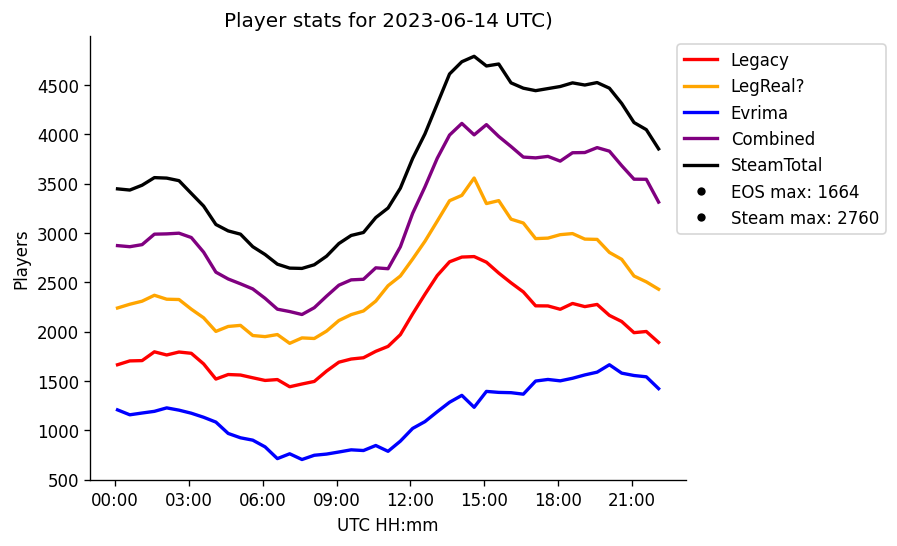 Player stats for 2023-06-14 UTC)
Legacy
LegReal?
Evrima
Combined
SteamTotal
EOS max: 1664
Steam max: 2760
Players
4500
4000
3500
3000
2500
2000
1500
1000
500
00:00 03:00 06:00 09:00 12:00 15:00 18:00 21:00
UTC HH:mm